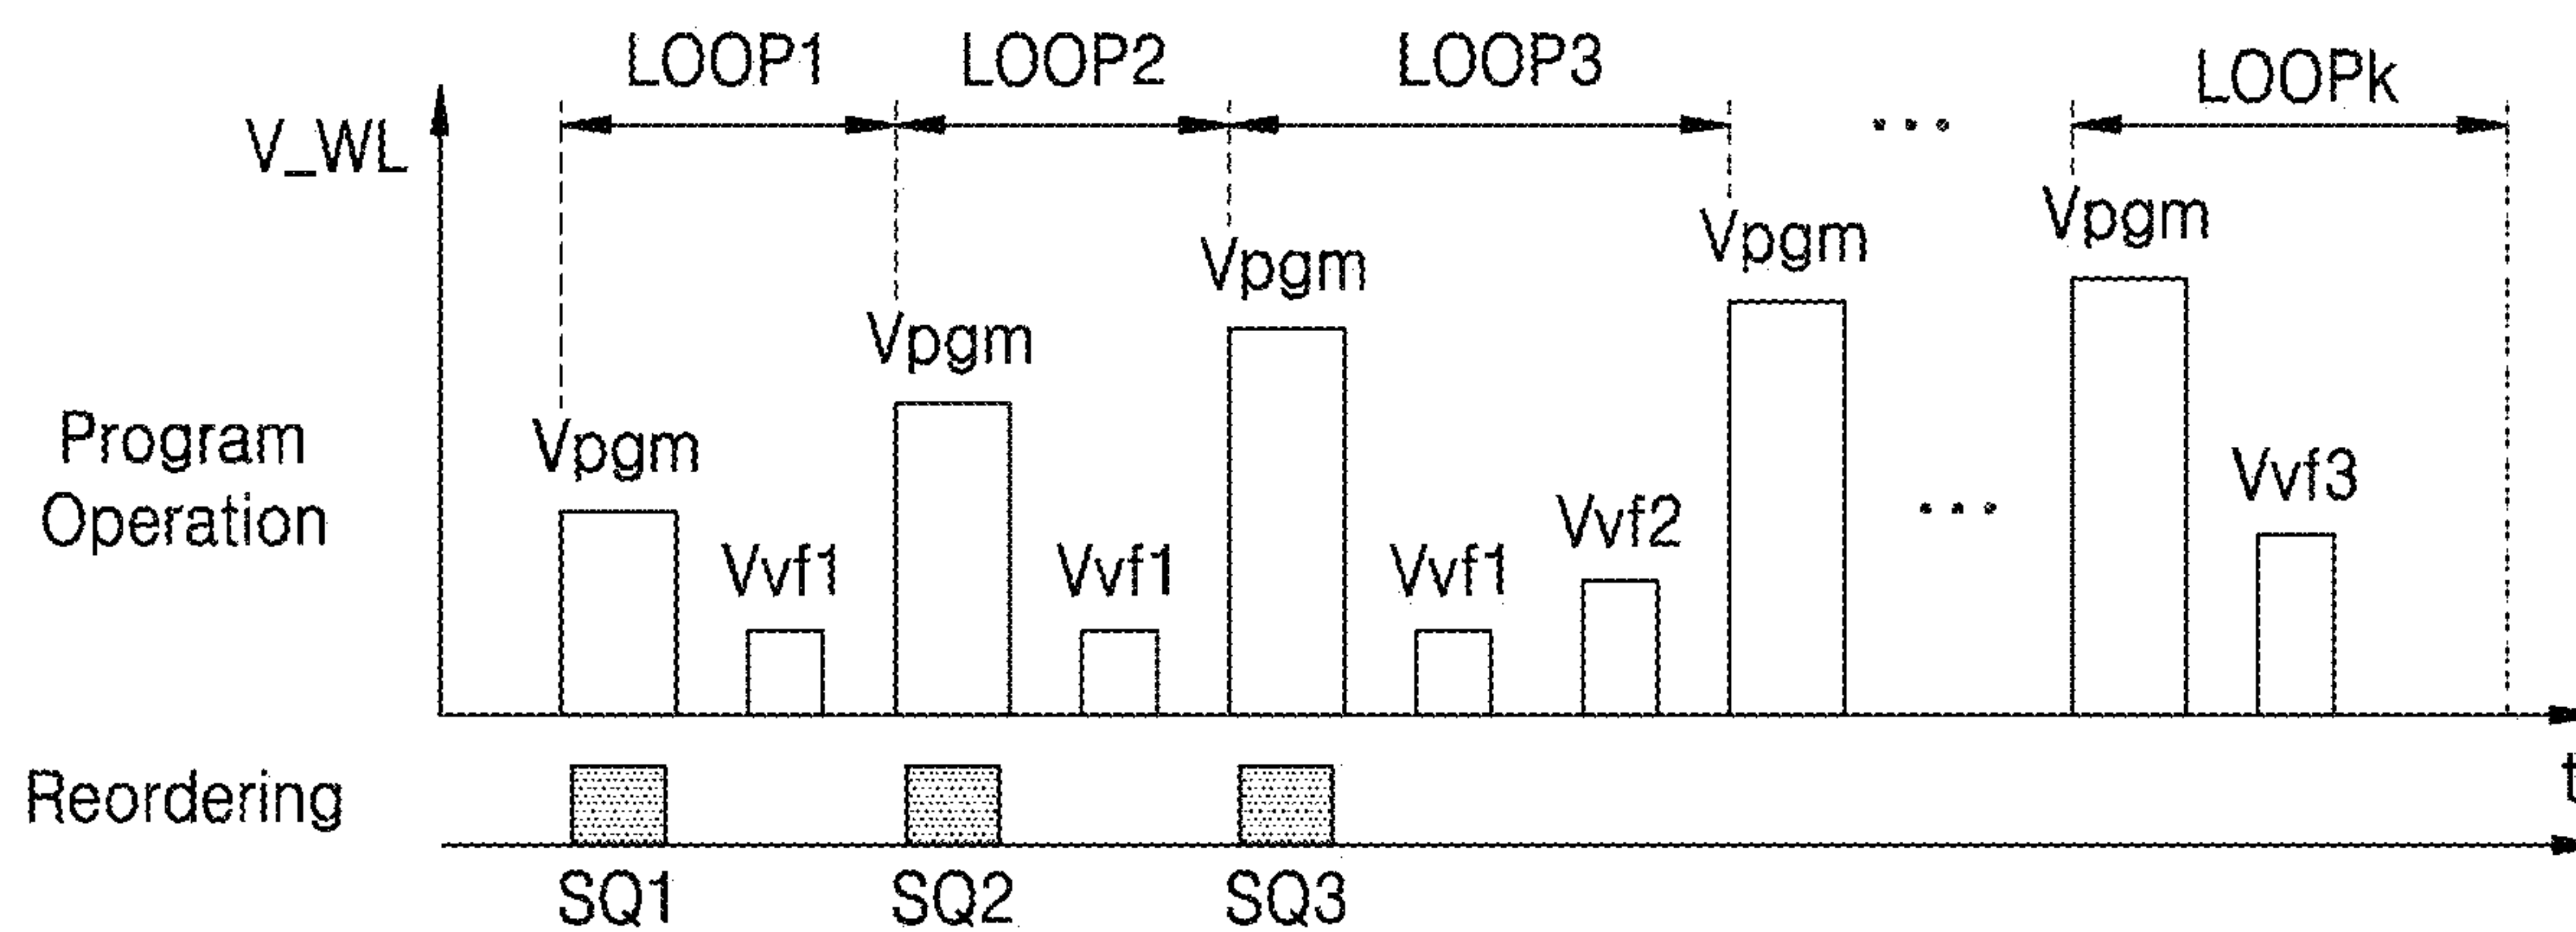 LOOP1 LOOP2 LOOP3 LOOPk
V_WL
...
Vpgm Vpgm Vpgm Vpgm Vpgm
Program
Operation
Vvf1 Vvf1 Vvf1 Vvf2 ... Vvf3
Reordering
t
SQ1 SQ2 SQ3